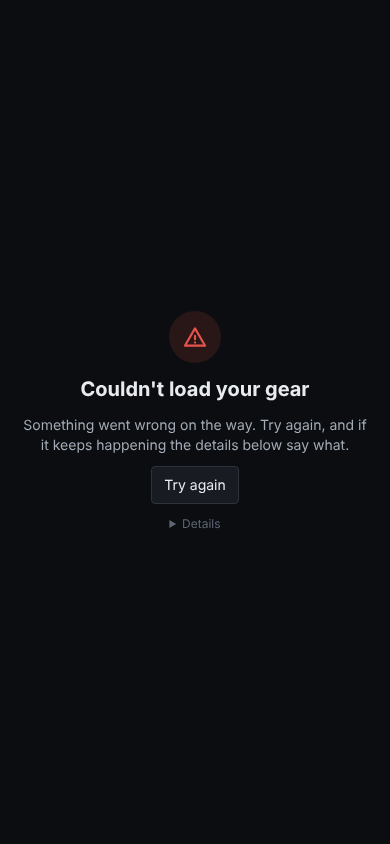 Couldn't load your gear
Something went wrong on the way. Try again, and if
it keeps happening the details below say what.
Try again
Details